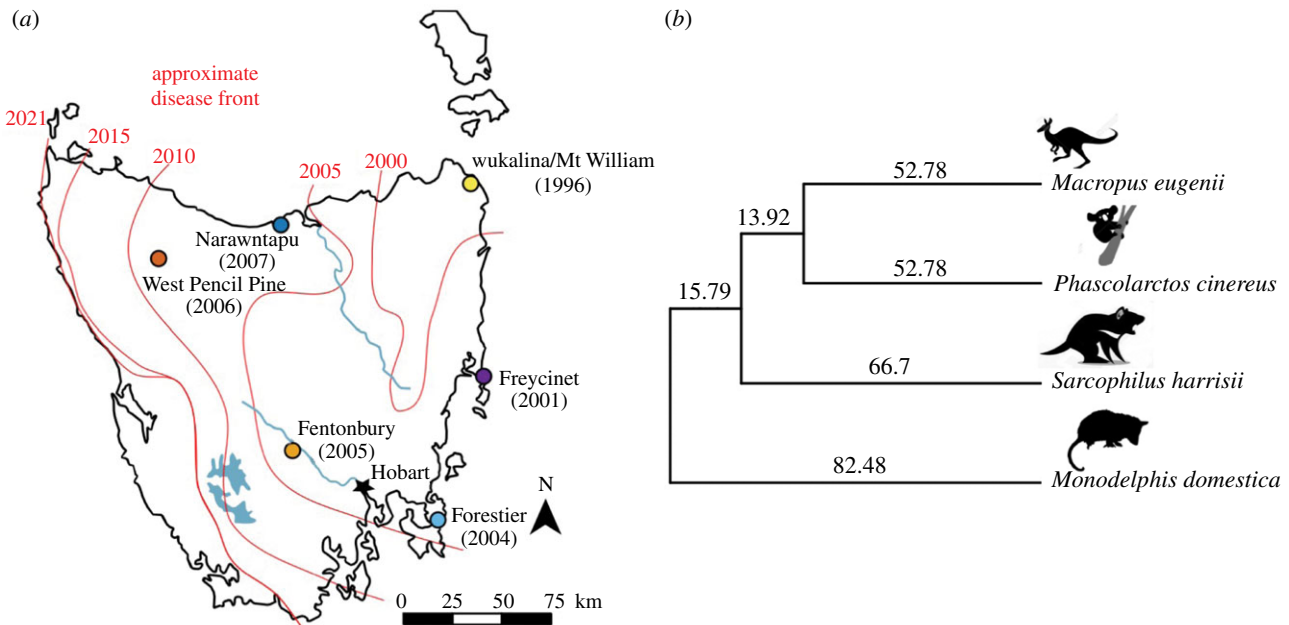 (a)
approximate
disease front
2021
2015
2010
2005
2000
wukalina/Mt William
(1996)
Narawntapu
(2007)
West Pencil Pine
(2006)
Freycinet
(2001)
Fentonbury
(2005)
Hobart
Forestier
(2004)
N
0 25 50 75 km
(b)
52.78
Macropus eugenii
13.92
52.78
Phascolarctos cinereus
15.79
66.7
Sarcophilus harrisii
82.48
Monodelphis domestica